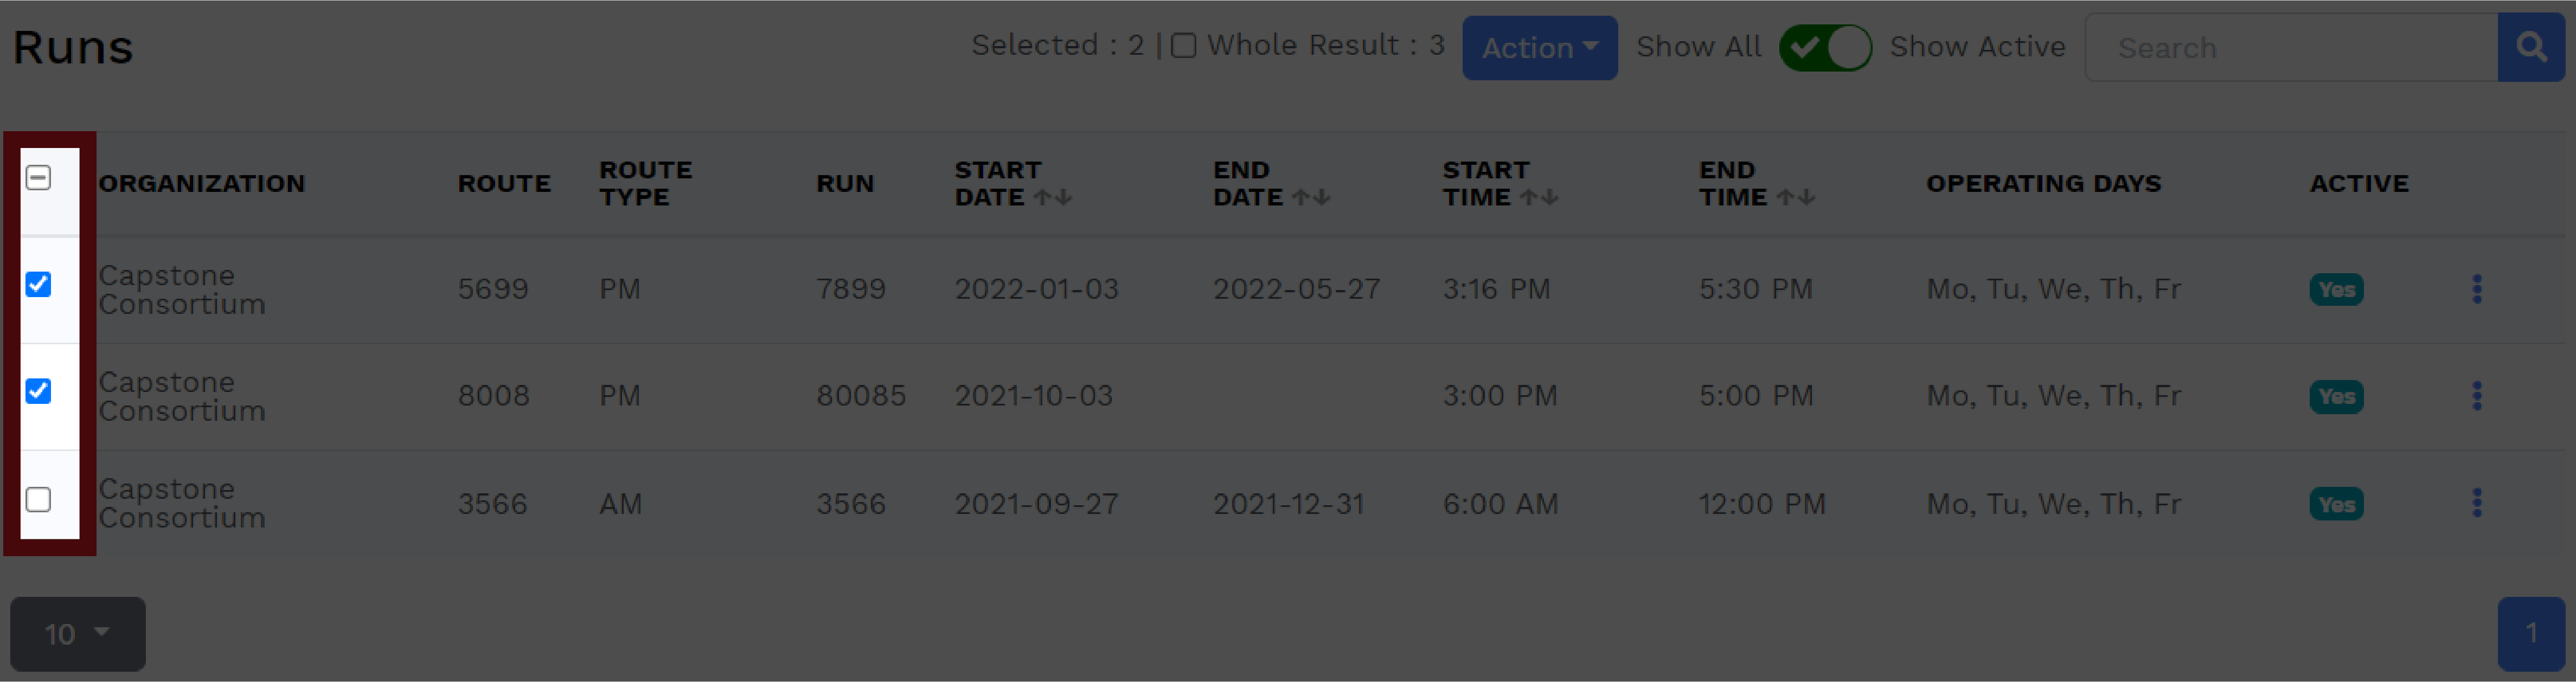 Runs
Selected : 2 | Whole Result : 3 Action Show All Show Active Search
ORGANIZATION ROUTE ROUTE TYPE RUN START DATE END DATE START TIME END TIME OPERATING DAYS ACTIVE
Capstone Consortium 5699 PM 7899 2022-01-03 2022-05-27 3:16 PM 5:30 PM Mo, Tu, We, Th, Fr Yes
Capstone Consortium 8008 PM 80085 2021-10-03 3:00 PM 5:00 PM Mo, Tu, We, Th, Fr Yes
Capstone Consortium 3566 AM 3566 2021-09-27 2021-12-31 6:00 AM 12:00 PM Mo, Tu, We, Th, Fr Yes
10 1